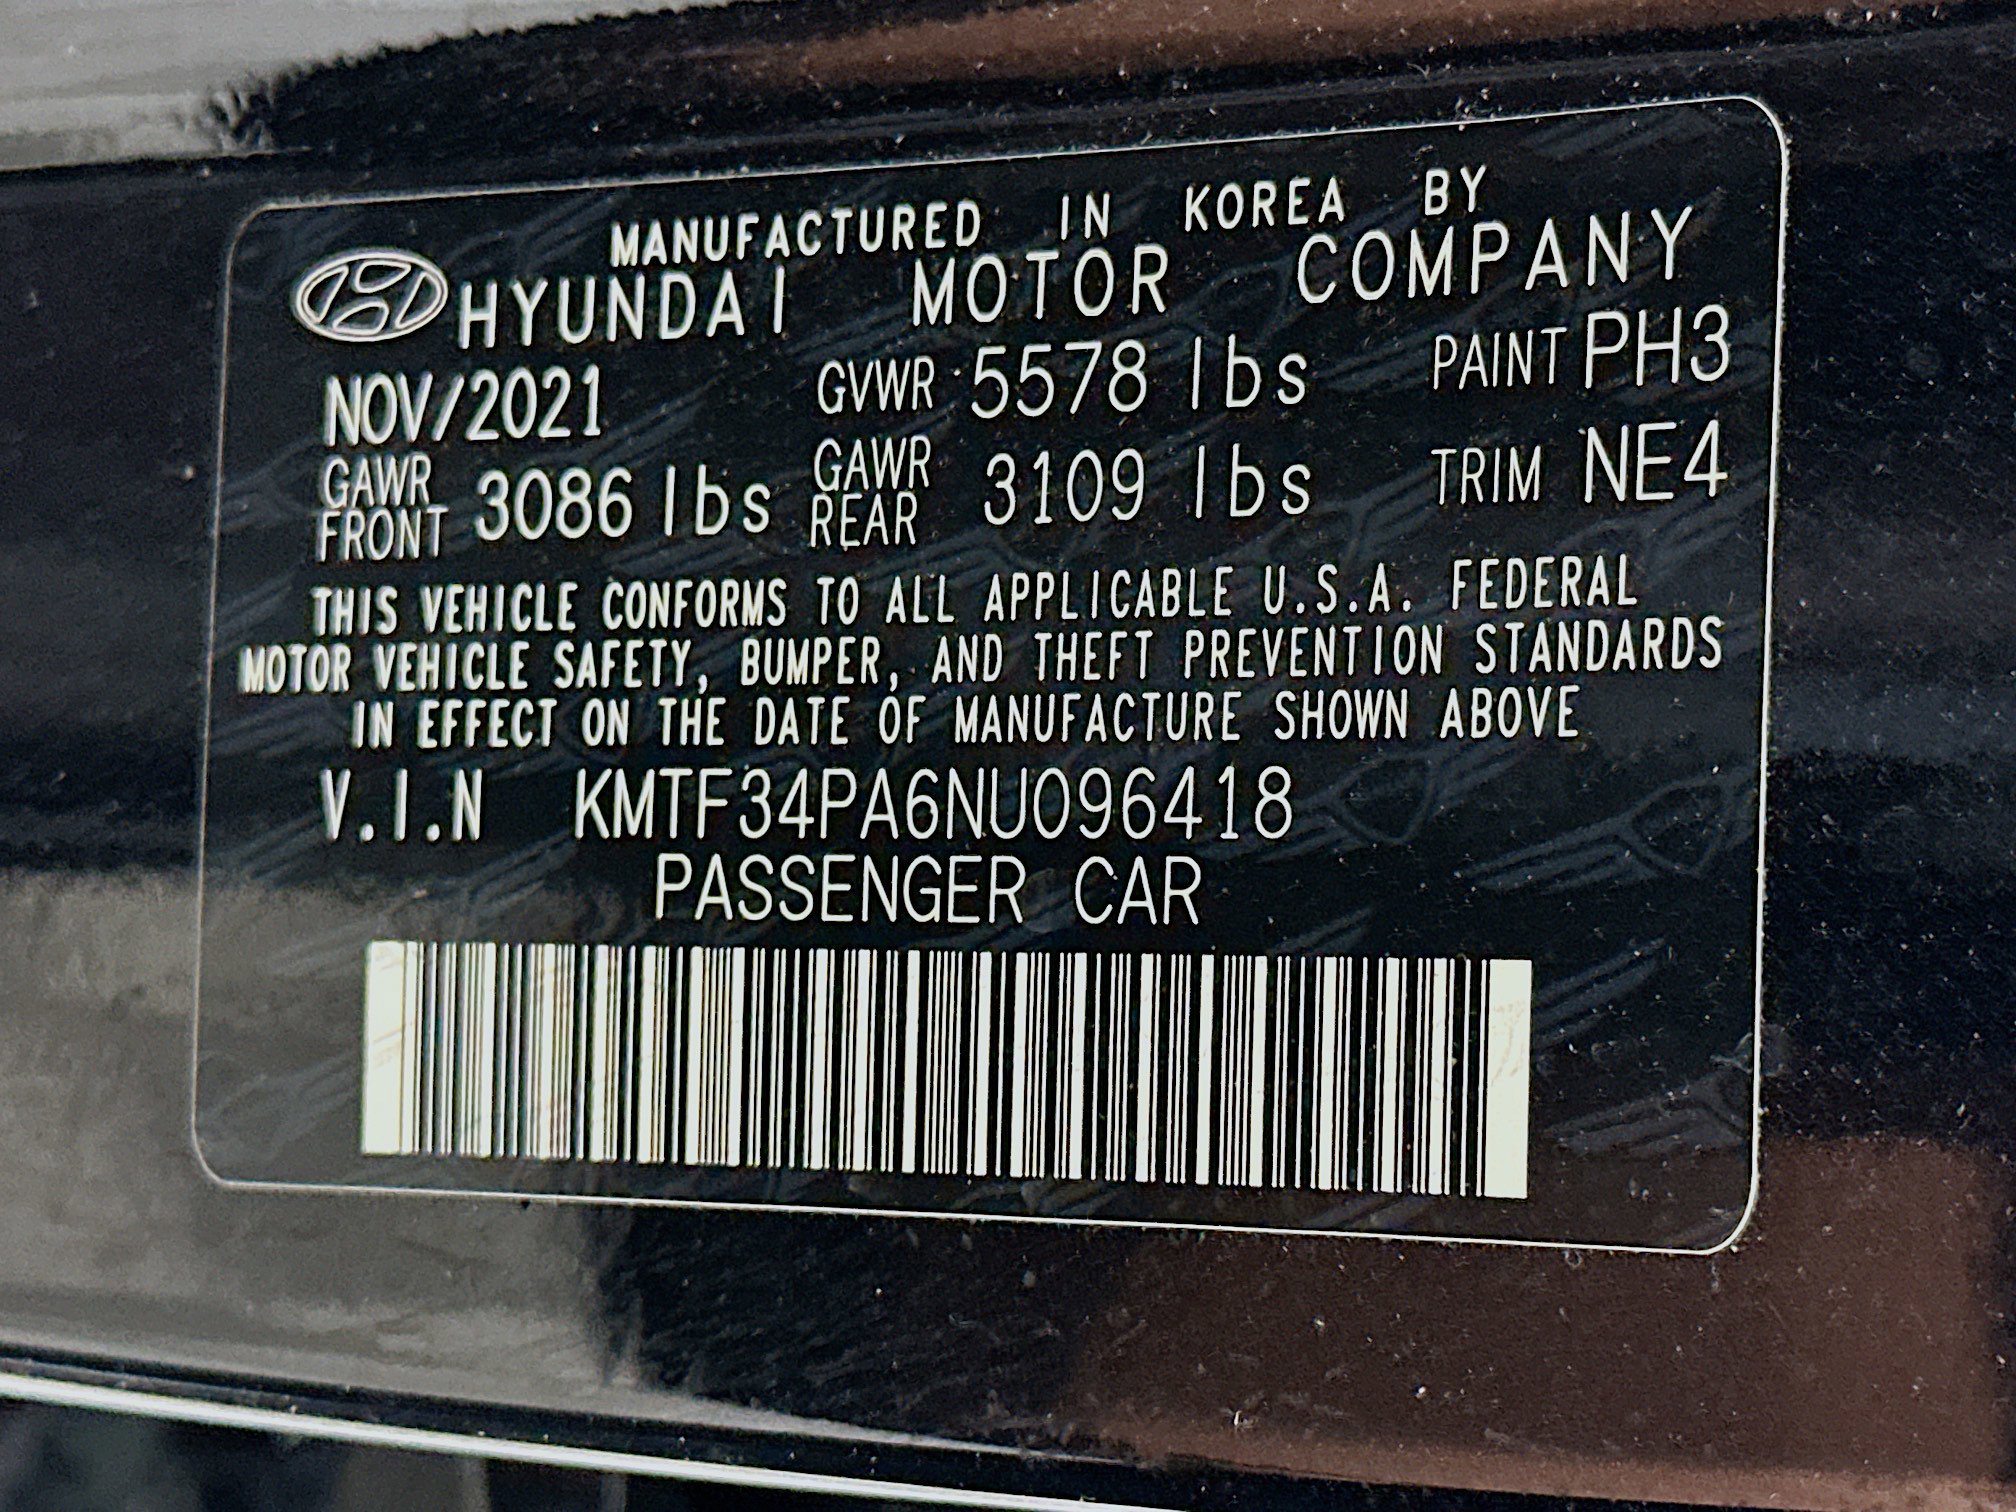 MANUFACTURED IN KOREA BY
HYUNDAI MOTOR COMPANY
NOV/2021 GVWR 5578 lbs PAINT PH3
GAWR FRONT 3086 lbs GAWR REAR 3109 lbs TRIM NE4
THIS VEHICLE CONFORMS TO ALL APPLICABLE U.S.A. FEDERAL
MOTOR VEHICLE SAFETY, BUMPER, AND THEFT PREVENTION STANDARDS
IN EFFECT ON THE DATE OF MANUFACTURE SHOWN ABOVE
V.I.N KMTF34PA6NU096418
PASSENGER CAR